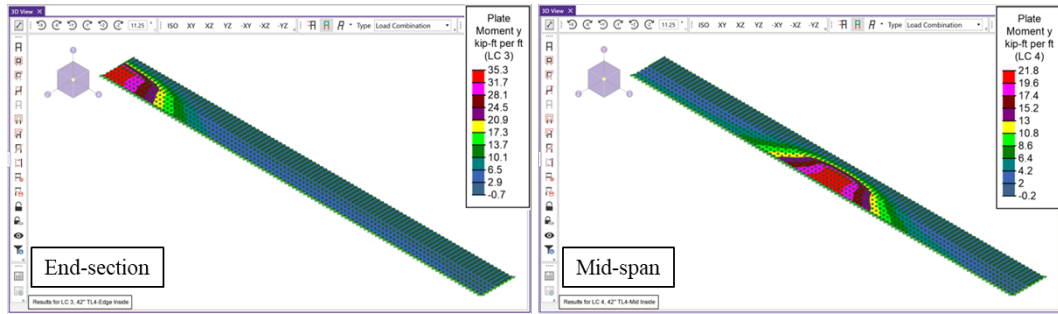 3D View
11.25 °
ISO XY XZ YZ -XY -XZ -YZ
Type Load Combination
Plate
Moment y
kip-ft per ft
(LC 3)
35.3
31.7
28.1
24.5
20.9
17.3
13.7
10.1
6.5
2.9
-0.7
End-section
Results for LC 3, 42" TL4-Edge Inside
3D View
11.25 °
ISO XY XZ YZ -XY -XZ -YZ
Type Load Combination
Plate
Moment y
kip-ft per ft
(LC 4)
21.8
19.6
17.4
15.2
13
10.8
8.6
6.4
4.2
2
-0.2
Mid-span
Results for LC 4, 42" TL4-Mid Inside